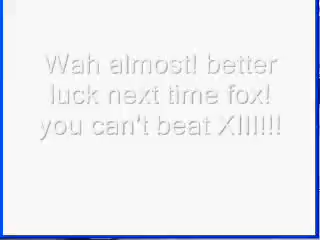 Wah almost! better
luck next time fox!
you can't beat XIII!!!